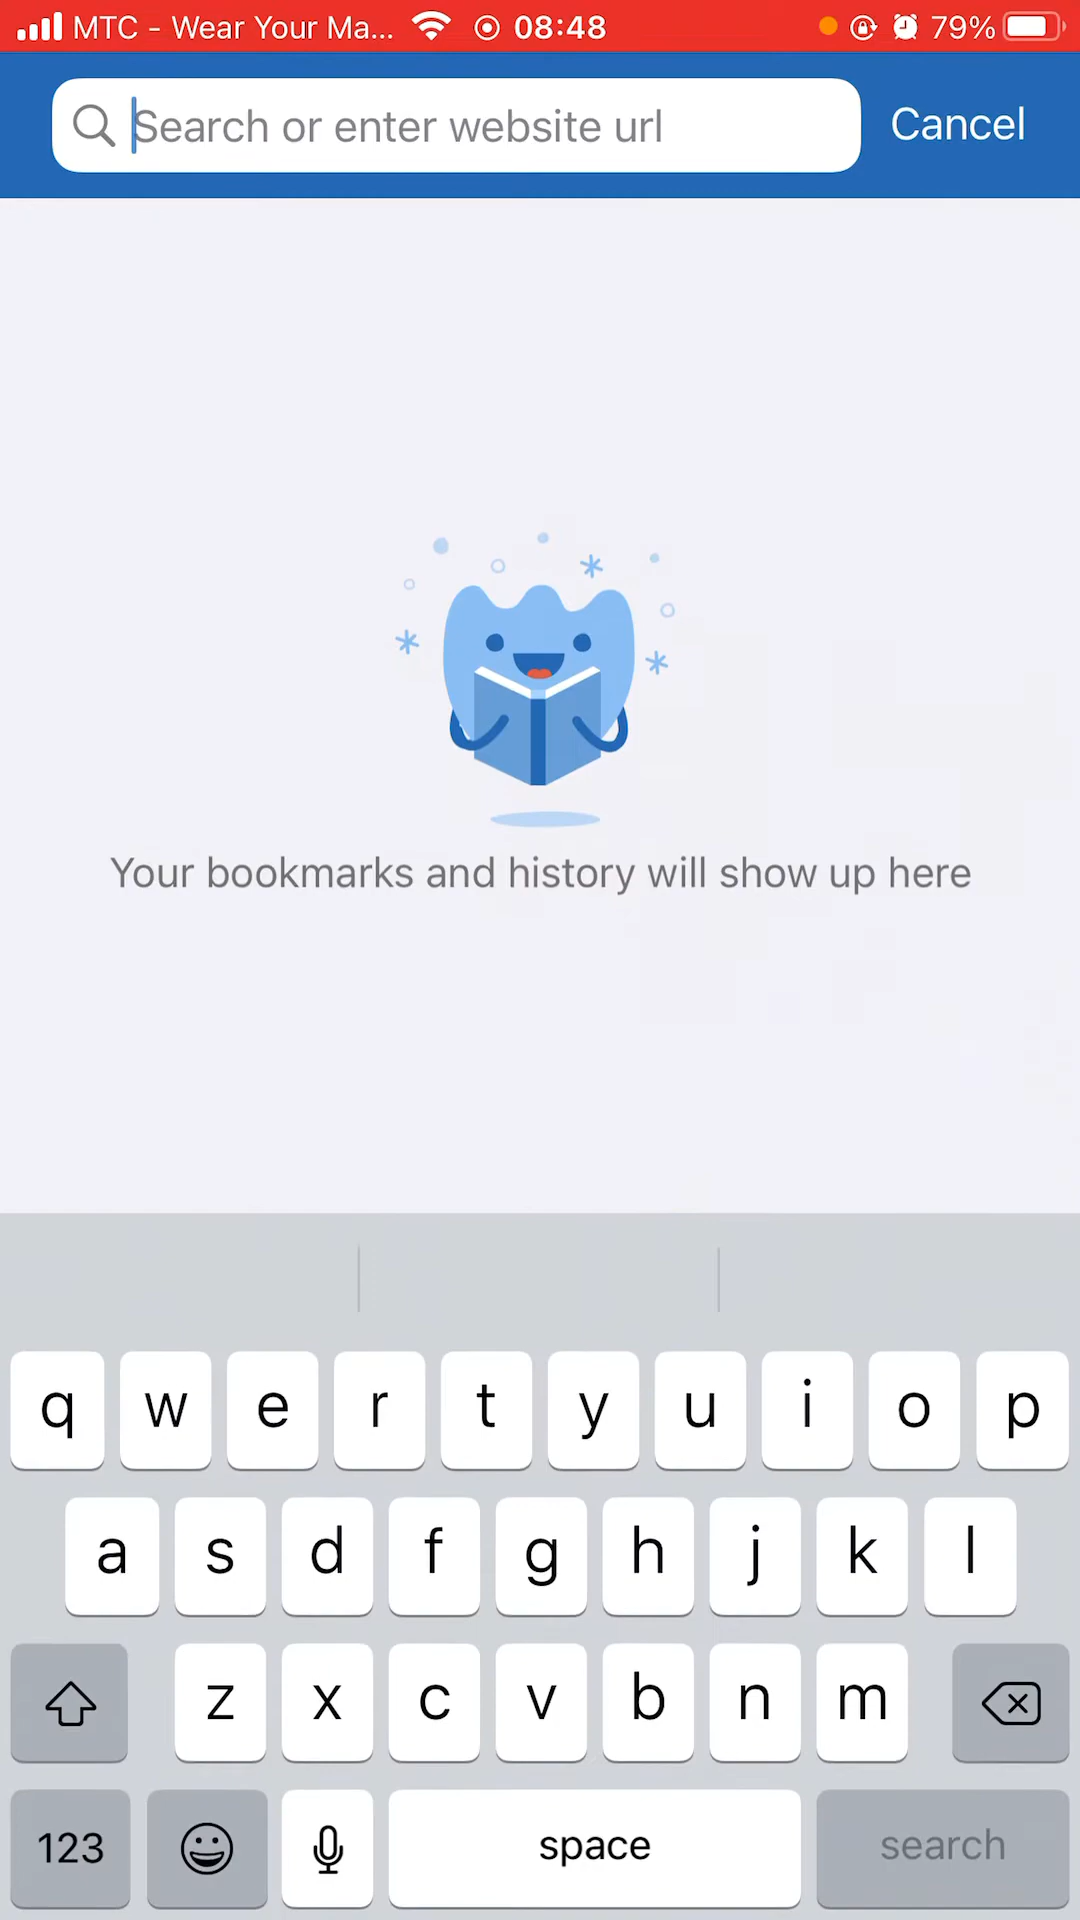 MTC - Wear Your Ma... 08:48 79%
Search or enter website url Cancel
Your bookmarks and history will show up here
q w e r t y u i o p
a s d f g h j k l
z x c v b n m
123 space search